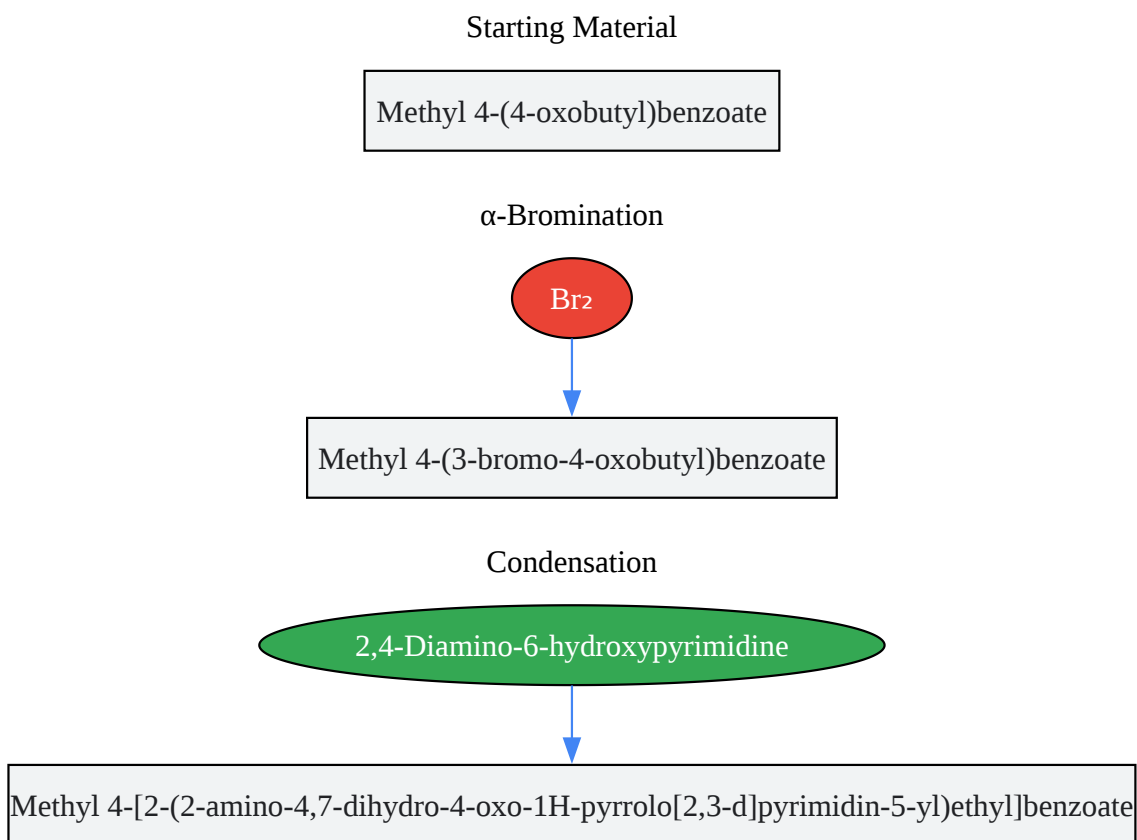 Starting Material
Methyl 4-(4-oxobutyl)benzoate
α-Bromination
Br₂
Methyl 4-(3-bromo-4-oxobutyl)benzoate
Condensation
2,4-Diamino-6-hydroxypyrimidine
Methyl 4-[2-(2-amino-4,7-dihydro-4-oxo-1H-pyrrolo[2,3-d]pyrimidin-5-yl)ethyl]benzoate